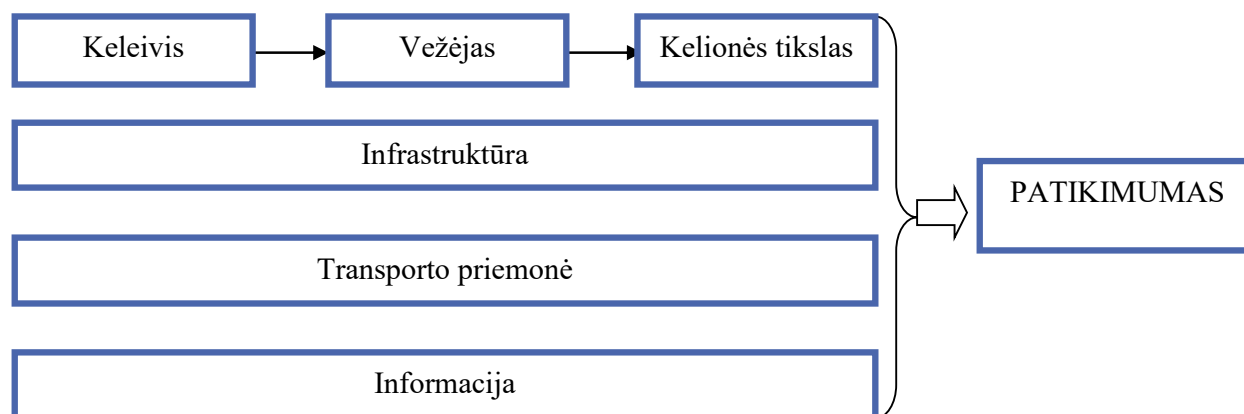 Keleivis
Vežėjas
Kelionės tikslas
Infrastruktūra
PATIKIMUMAS
Transporto priemonė
Informacija